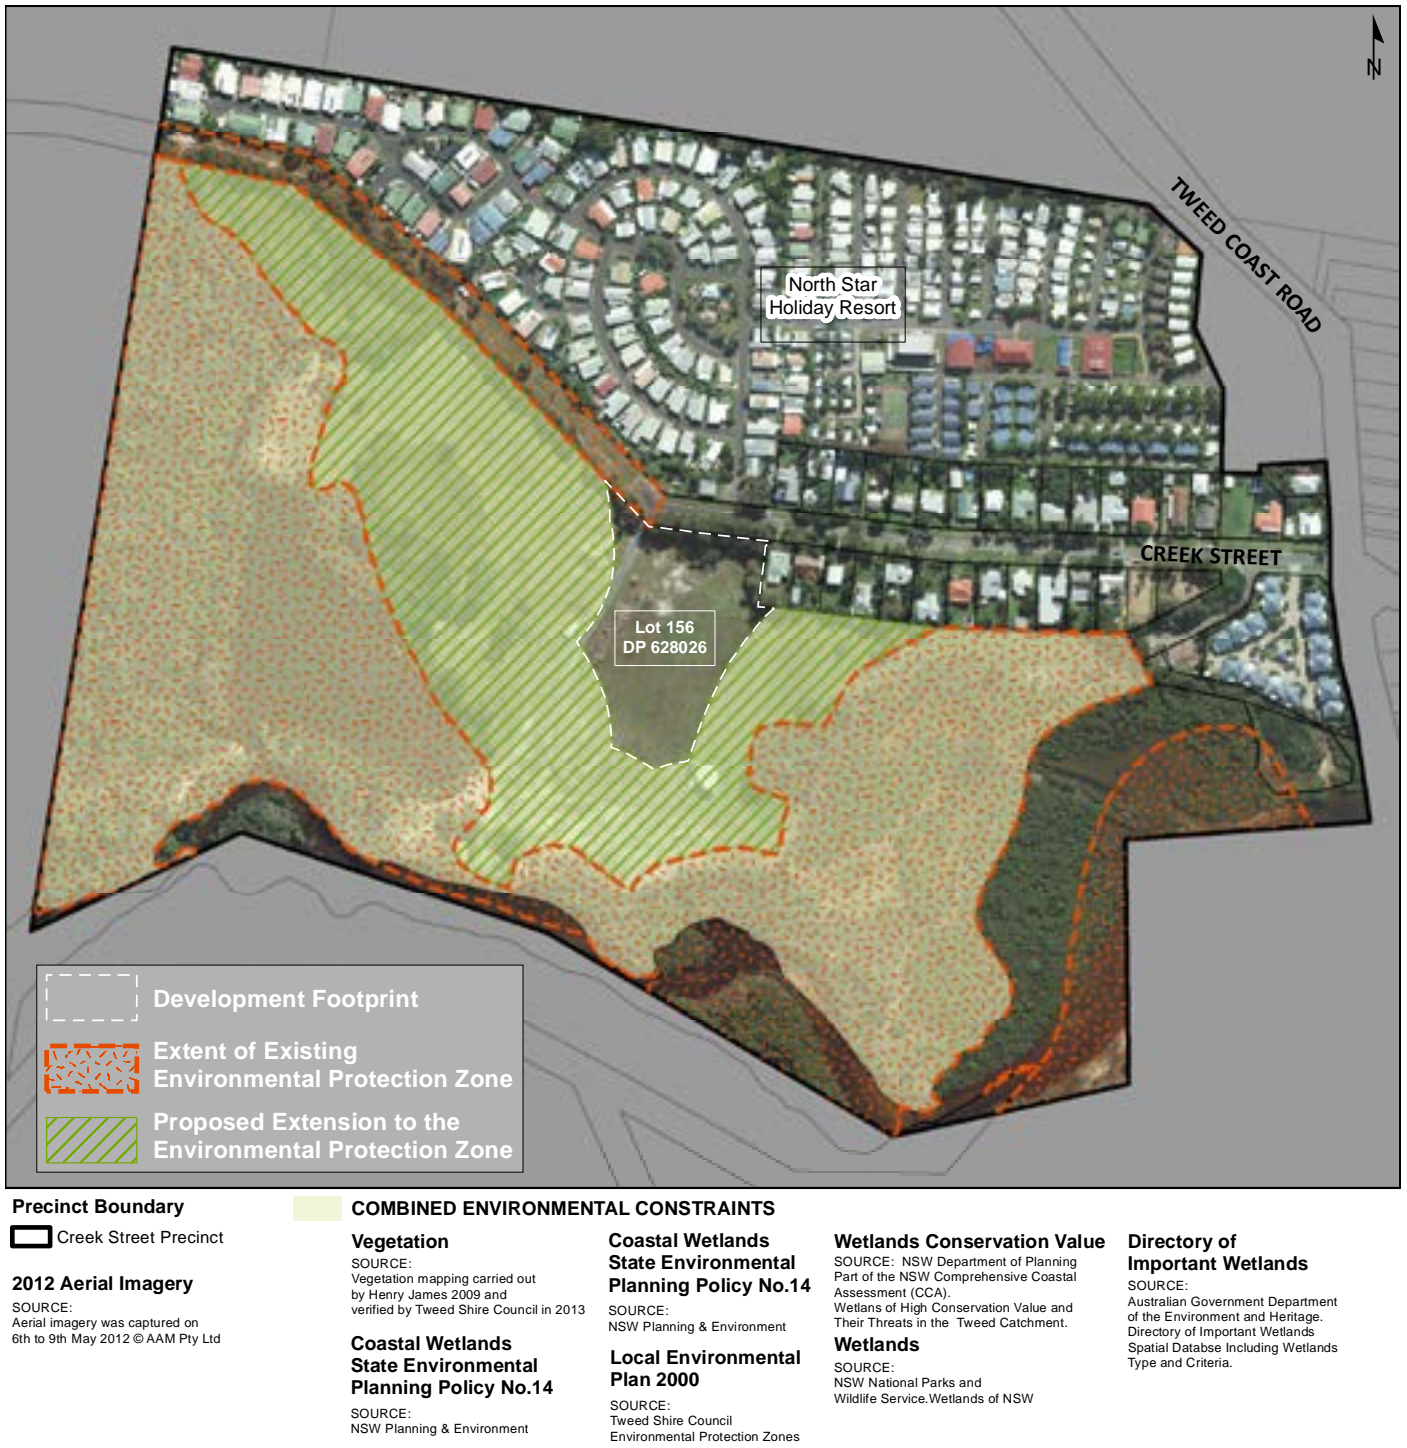 N
TWEED COAST ROAD
North Star
Holiday Resort
CREEK STREET
Lot 156
DP 628026
Development Footprint
Extent of Existing
Environmental Protection Zone
Proposed Extension to the
Environmental Protection Zone
Precinct Boundary
Creek Street Precinct
2012 Aerial Imagery
SOURCE:
Aerial imagery was captured on
6th to 9th May 2012 © AAM Pty Ltd
COMBINED ENVIRONMENTAL CONSTRAINTS
Vegetation
SOURCE:
Vegetation mapping carried out
by Henry James 2009 and
verified by Tweed Shire Council in 2013
Coastal Wetlands
State Environmental
Planning Policy No.14
SOURCE:
NSW Planning & Environment
Coastal Wetlands
State Environmental
Planning Policy No.14
SOURCE:
NSW Planning & Environment
Local Environmental
Plan 2000
SOURCE:
Tweed Shire Council
Environmental Protection Zones
Wetlands Conservation Value
SOURCE: NSW Department of Planning
Part of the NSW Comprehensive Coastal
Assessment (CCA).
Wetlans of High Conservation Value and
Their Threats in the Tweed Catchment.
Wetlands
SOURCE:
NSW National Parks and
Wildlife Service.Wetlands of NSW
Directory of
Important Wetlands
SOURCE:
Australian Government Department
of the Environment and Heritage.
Directory of Important Wetlands
Spatial Databse Including Wetlands
Type and Criteria.